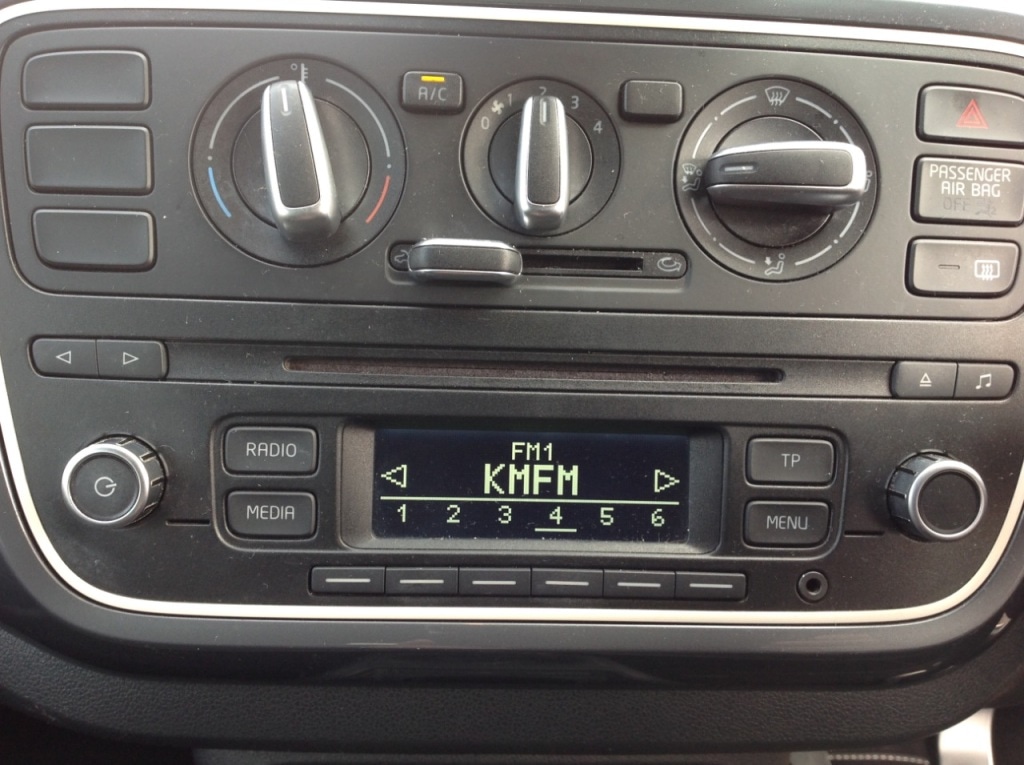 A/C
0 1 2 3 4
PASSENGER
AIR BAG
OFF
RADIO
MEDIA
FM1
KMFM
1 2 3 4 5 6
TP
MENU